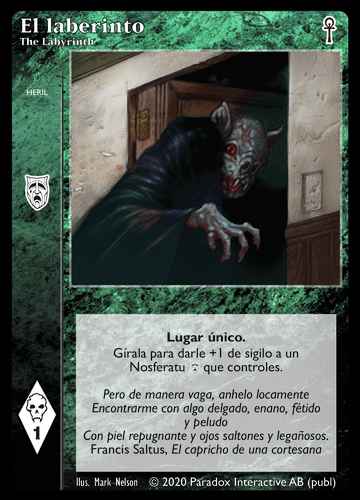 El laberinto
The Labyrinth
HERIL
Lugar único.
Gírala para darle +1 de sigilo a un
Nosferatu que controles.
Pero de manera vaga, anhelo locamente
Encontrarme con algo delgado, enano, fétido
y peludo
Con piel repugnante y ojos saltones y legañosos.
Francis Saltus, El capricho de una cortesana
1
Ilus. Mark Nelson © 2020 Paradox Interactive AB (publ)